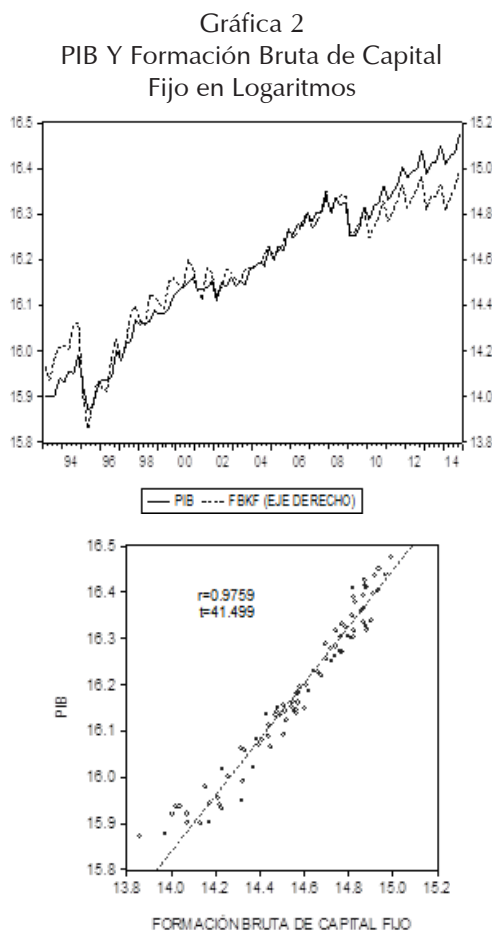 Gráfica 2
PIB Y Formación Bruta de Capital
Fijo en Logaritmos
16.5 15.2
16.4 15.0
16.3 14.8
16.2 14.6
16.1 14.4
16.0 14.2
15.9 14.0
15.8 13.8
94 96 98 00 02 04 06 08 10 12 14
PIB FBKF (EJE DERECHO)
16.5
16.4
r=0.9759
t=41.499
16.3
16.2
PIB
16.1
16.0
15.9
15.8
13.8 14.0 14.2 14.4 14.6 14.8 15.0 15.2
FORMACIÓN BRUTA DE CAPITAL FIJO